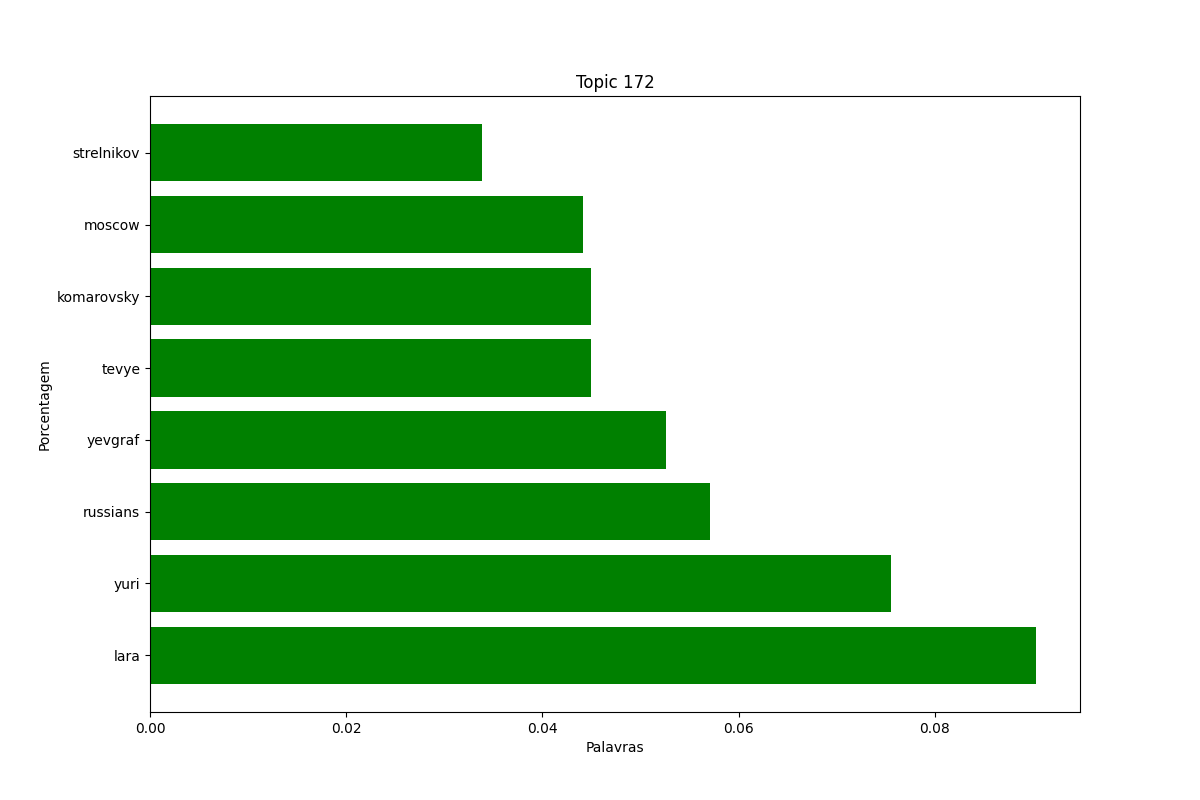 Topic 172
strelnikov
moscow
komarovsky
tevye
yevgraf
russians
yuri
lara
Porcentagem
0.00 0.02 0.04 0.06 0.08
Palavras